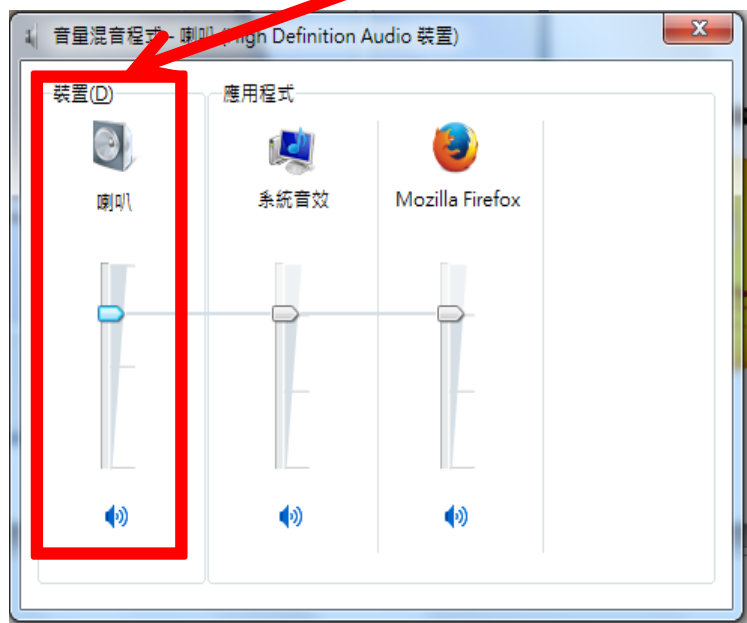 音量混音程式 - 喇叭 (High Definition Audio 裝置)
裝置(D)
應用程式
喇叭
系統音效
Mozilla Firefox